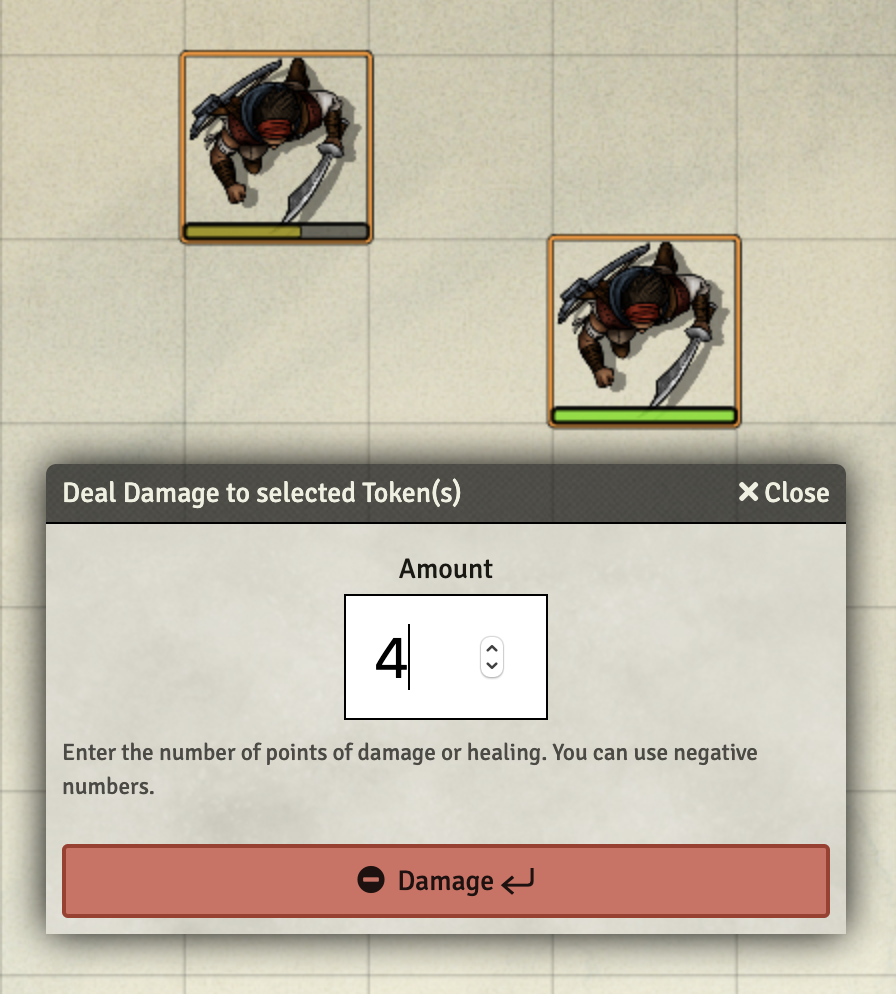 Deal Damage to selected Token(s)
Close
Amount
4
Enter the number of points of damage or healing. You can use negative
numbers.
Damage